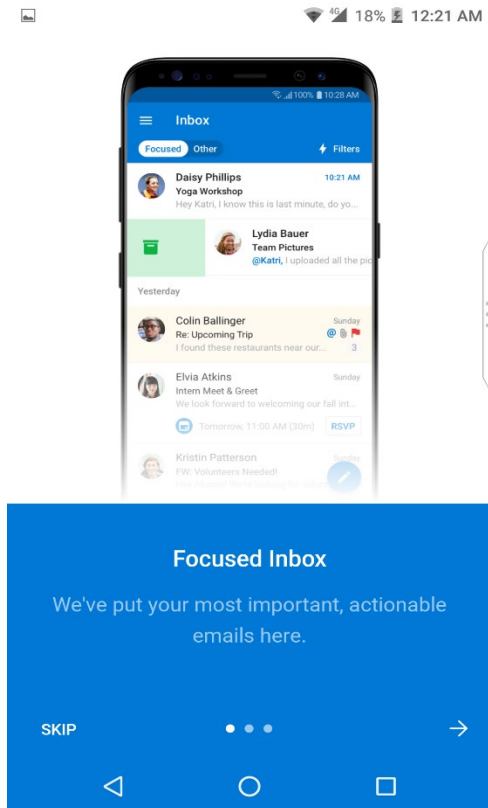 4G 18% 12:21 AM
100% 10:28 AM
Inbox
Focused Other Filters
Daisy Phillips 10:21 AM
Yoga Workshop
Hey Katri, I know this is last minute, do yo...
Lydia Bauer
Team Pictures
@Katri, I uploaded all the pic
Yesterday
Colin Ballinger Sunday
Re: Upcoming Trip @
I found these restaurants near our... 3
Elvia Atkins Sunday
Intern Meet & Greet
We look forward to welcoming our fall int...
Tomorrow, 11:00 AM (30m) RSVP
Kristin Patterson Sunday
FW: Volunteers Needed!
Focused Inbox
We've put your most important, actionable
emails here.
SKIP